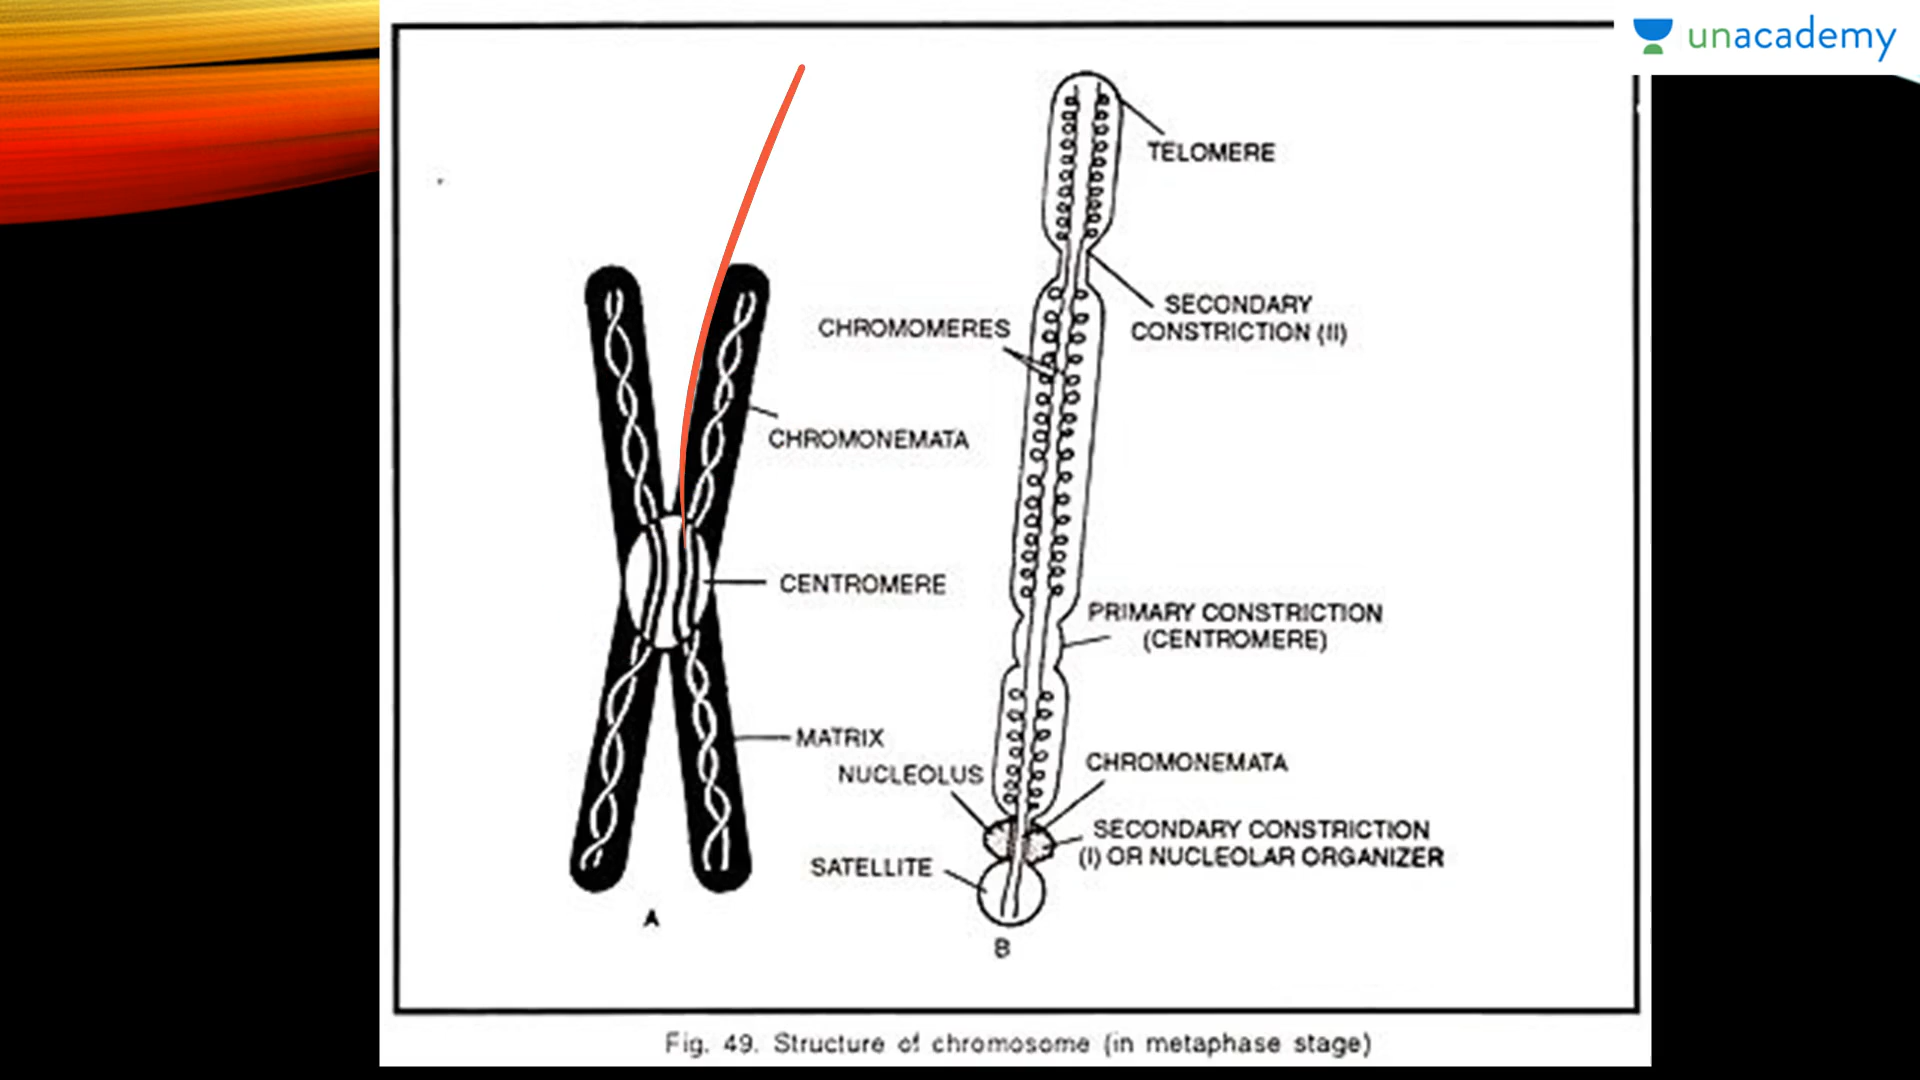 unacademy
TELOMERE
SECONDARY
CONSTRICTION (II)
CHROMOMERES
CHROMONEMATA
CENTROMERE
PRIMARY CONSTRICTION
(CENTROMERE)
MATRIX
NUCLEOLUS
CHROMONEMATA
SECONDARY CONSTRICTION
(I) OR NUCLEOLAR ORGANIZER
SATELLITE
A
B
Fig. 49. Structure of chromosome (in metaphase stage)